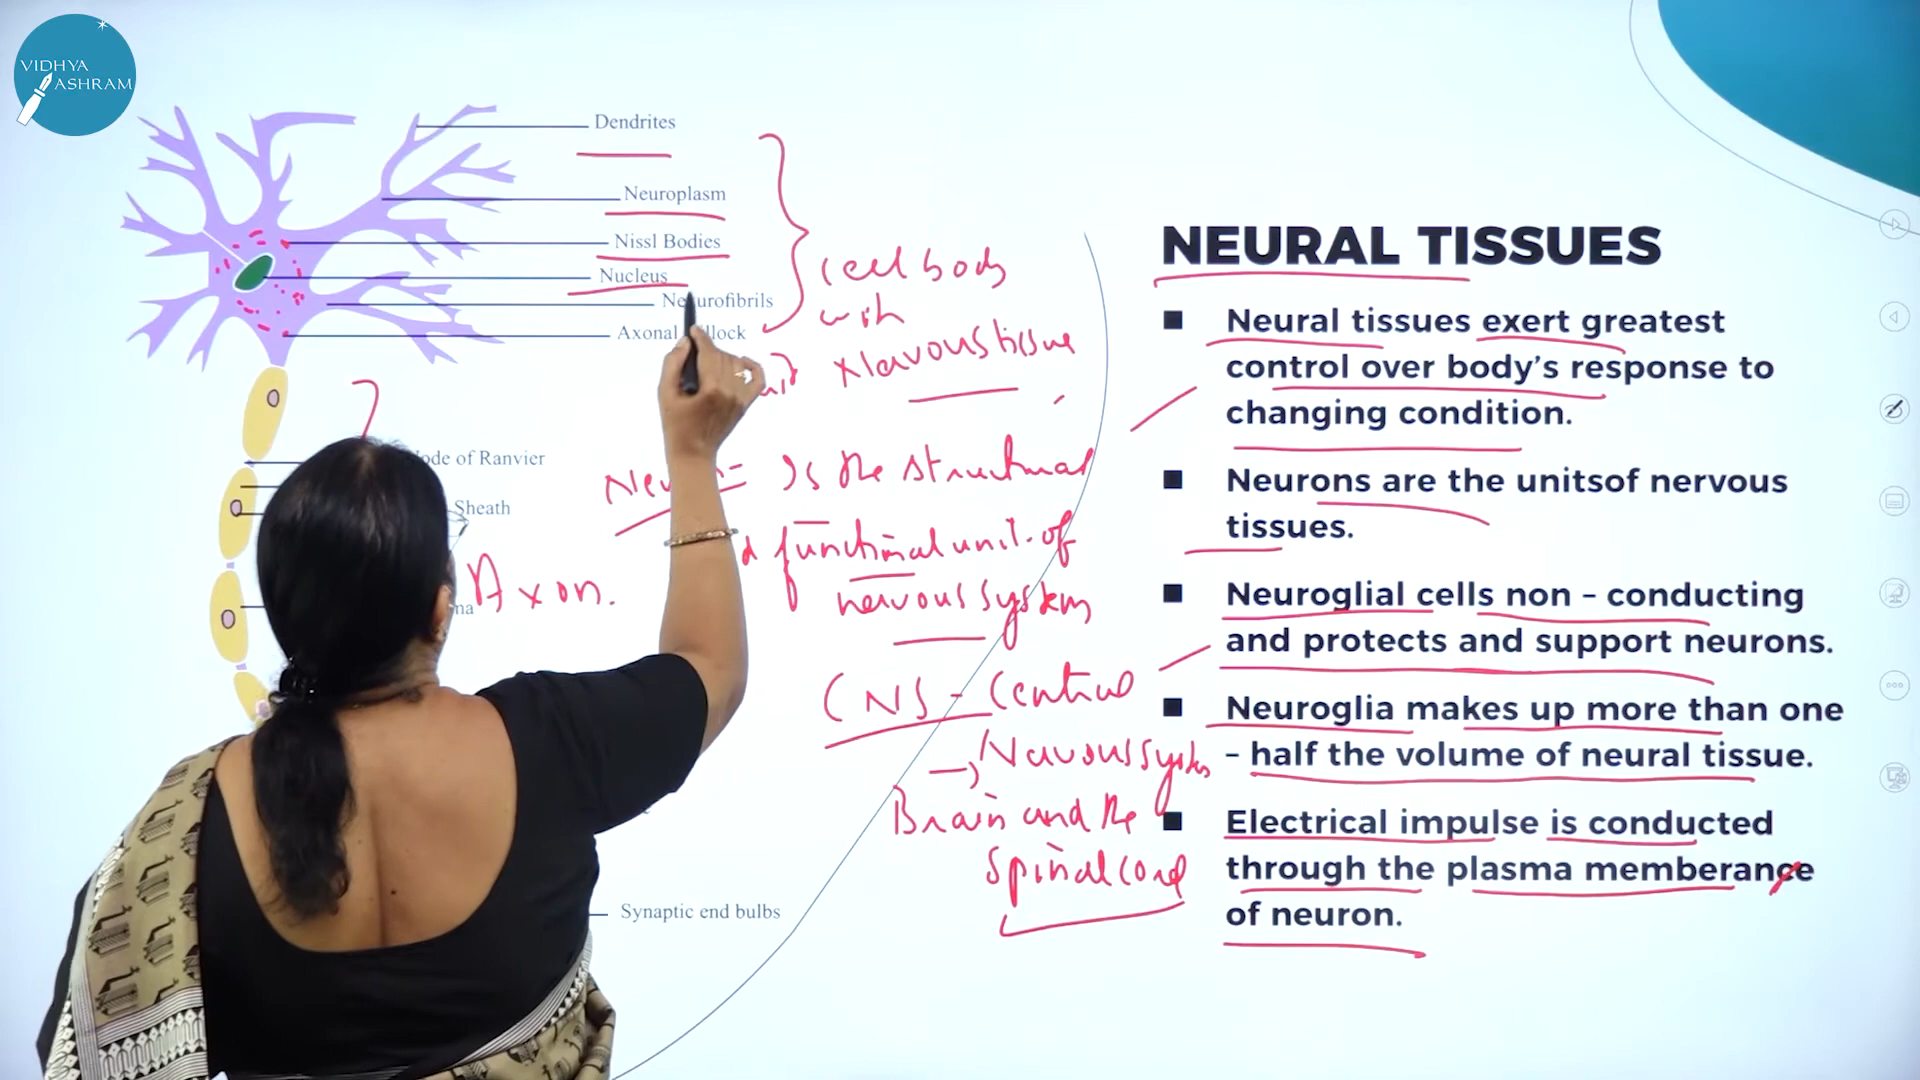 VIDHYA
ASHRAM
Dendrites
Neuroplasm
Nissl Bodies
Nucleus
Axonal
cell body
with
Nervous tissue
ode of Ranvier
Sheath
Axon.
= Is the structural
& functional unit of
nervous system
CNS - Central
→ Nervous system
Brain and the
Spinal cord
Synaptic end bulbs
NEURAL TISSUES
■ Neural tissues exert greatest
control over body's response to
changing condition.
■ Neurons are the unitsof nervous
tissues.
■ Neuroglial cells non - conducting
and protects and support neurons.
■ Neuroglia makes up more than one
- half the volume of neural tissue.
■ Electrical impulse is conducted
through the plasma memberance
of neuron.